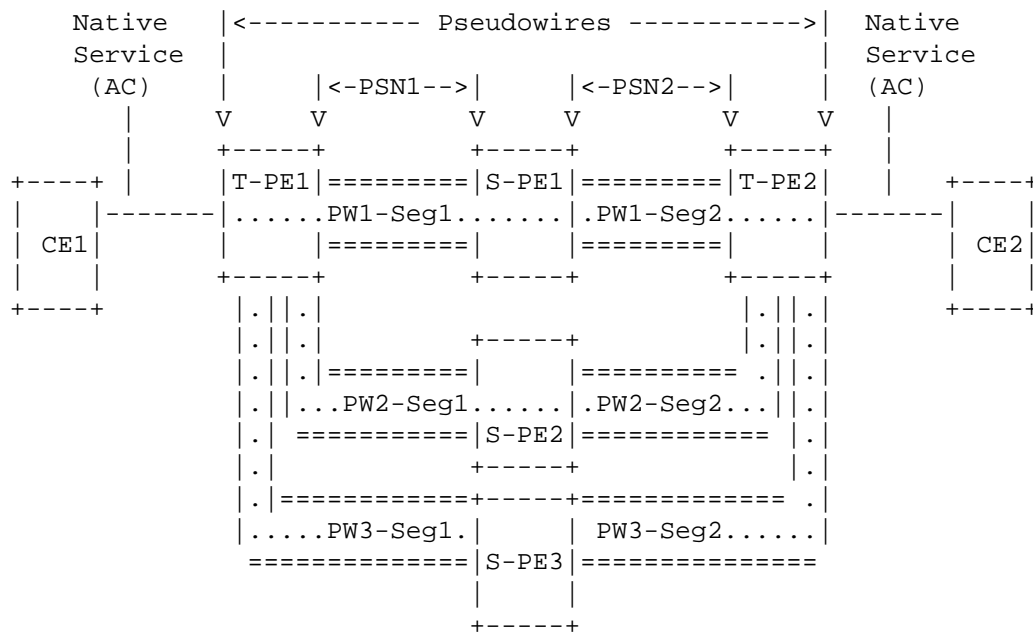 Native |<----------- Pseudowires ----------->| Native
Service | | Service
(AC) | |<-PSN1-->| |<-PSN2-->| | (AC)
| V V V V V V |
| +-----+ +-----+ +-----+ |
+----+ | |T-PE1|=========|S-PE1|=========|T-PE2| | +----+
| |-------|......PW1-Seg1.......|.PW1-Seg2......|-------| |
| CE1| | |=========| |=========| | | CE2|
| | +-----+ +-----+ +-----+ | |
+----+ |.||.| |.||.| +----+
|.||.| +-----+ |.||.|
|.||.|=========| |========== .||.|
|.||...PW2-Seg1......|.PW2-Seg2...||.|
|.| ===========|S-PE2|============ |.|
|.| +-----+ |.|
|.|============+-----+============= .|
|.....PW3-Seg1.| | PW3-Seg2......|
==============|S-PE3|===============
| |
+-----+